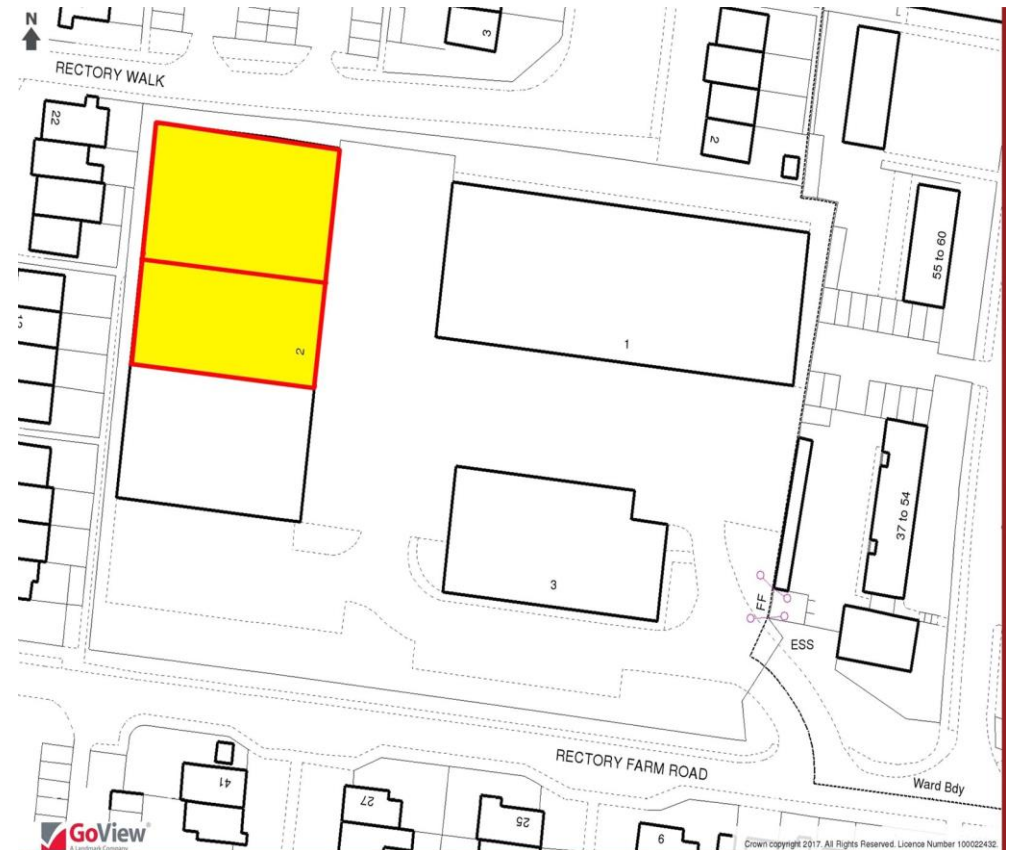 N
3
RECTORY WALK
22
2
55 to 60
2
1
37 to 54
3
FF
ESS
RECTORY FARM ROAD
Ward Bdy
41
27
25
9
GoView
A Landmark Company
Crown copyright 2017. All Rights Reserved. Licence Number 100022432.